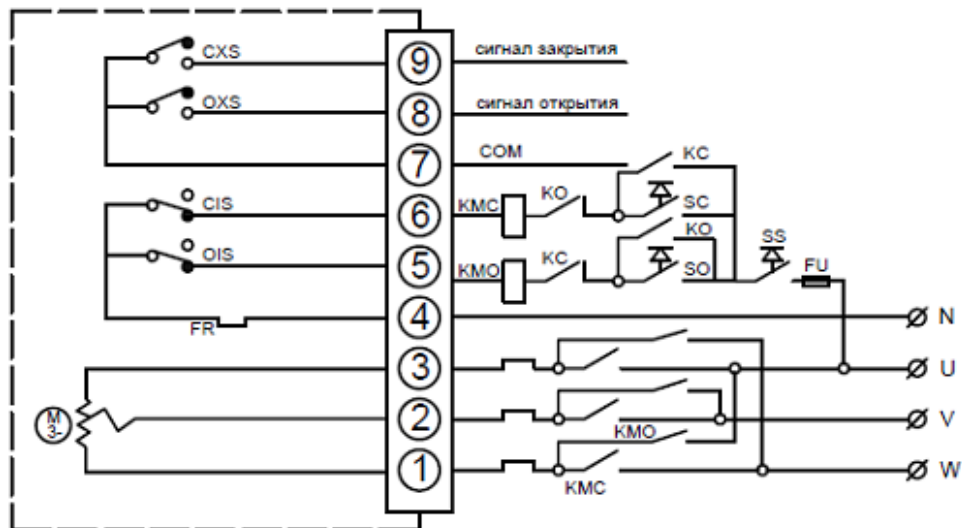 CXS 9 сигнал закрытия
OXS 8 сигнал открытия
7 COM KC
CIS 6 KMC KO SC
KO
OIS 5 KMO KC SO SS FU
FR 4 N
3 U
M 3~ 2 V
KMO
1 W
KMC